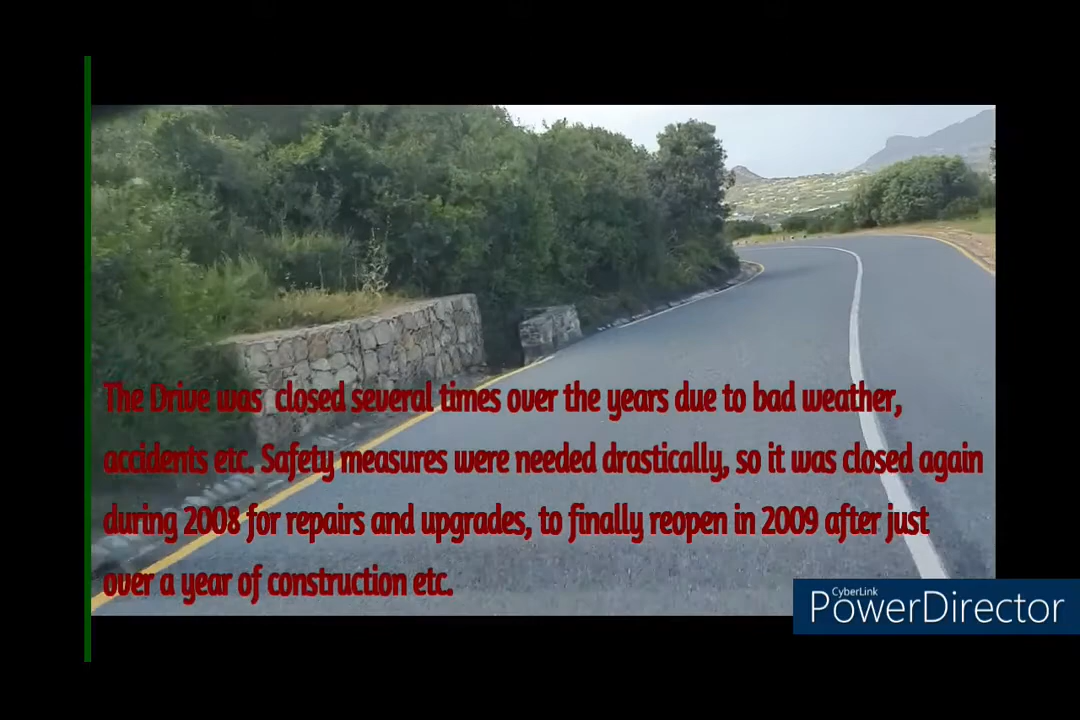 The Drive was closed several times over the years due to bad weather,
accidents etc. Safety measures were needed drastically, so it was closed again
during 2008 for repairs and upgrades, to finally reopen in 2009 after just
over a year of construction etc.
CyberLink
PowerDirector